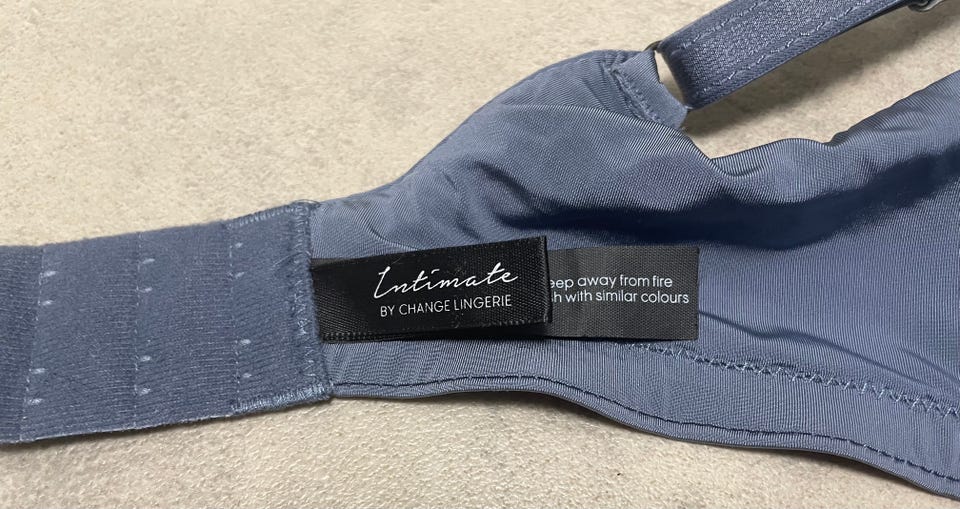 Intimate
BY CHANGE LINGERIE
eep away from fire
h with similar colours